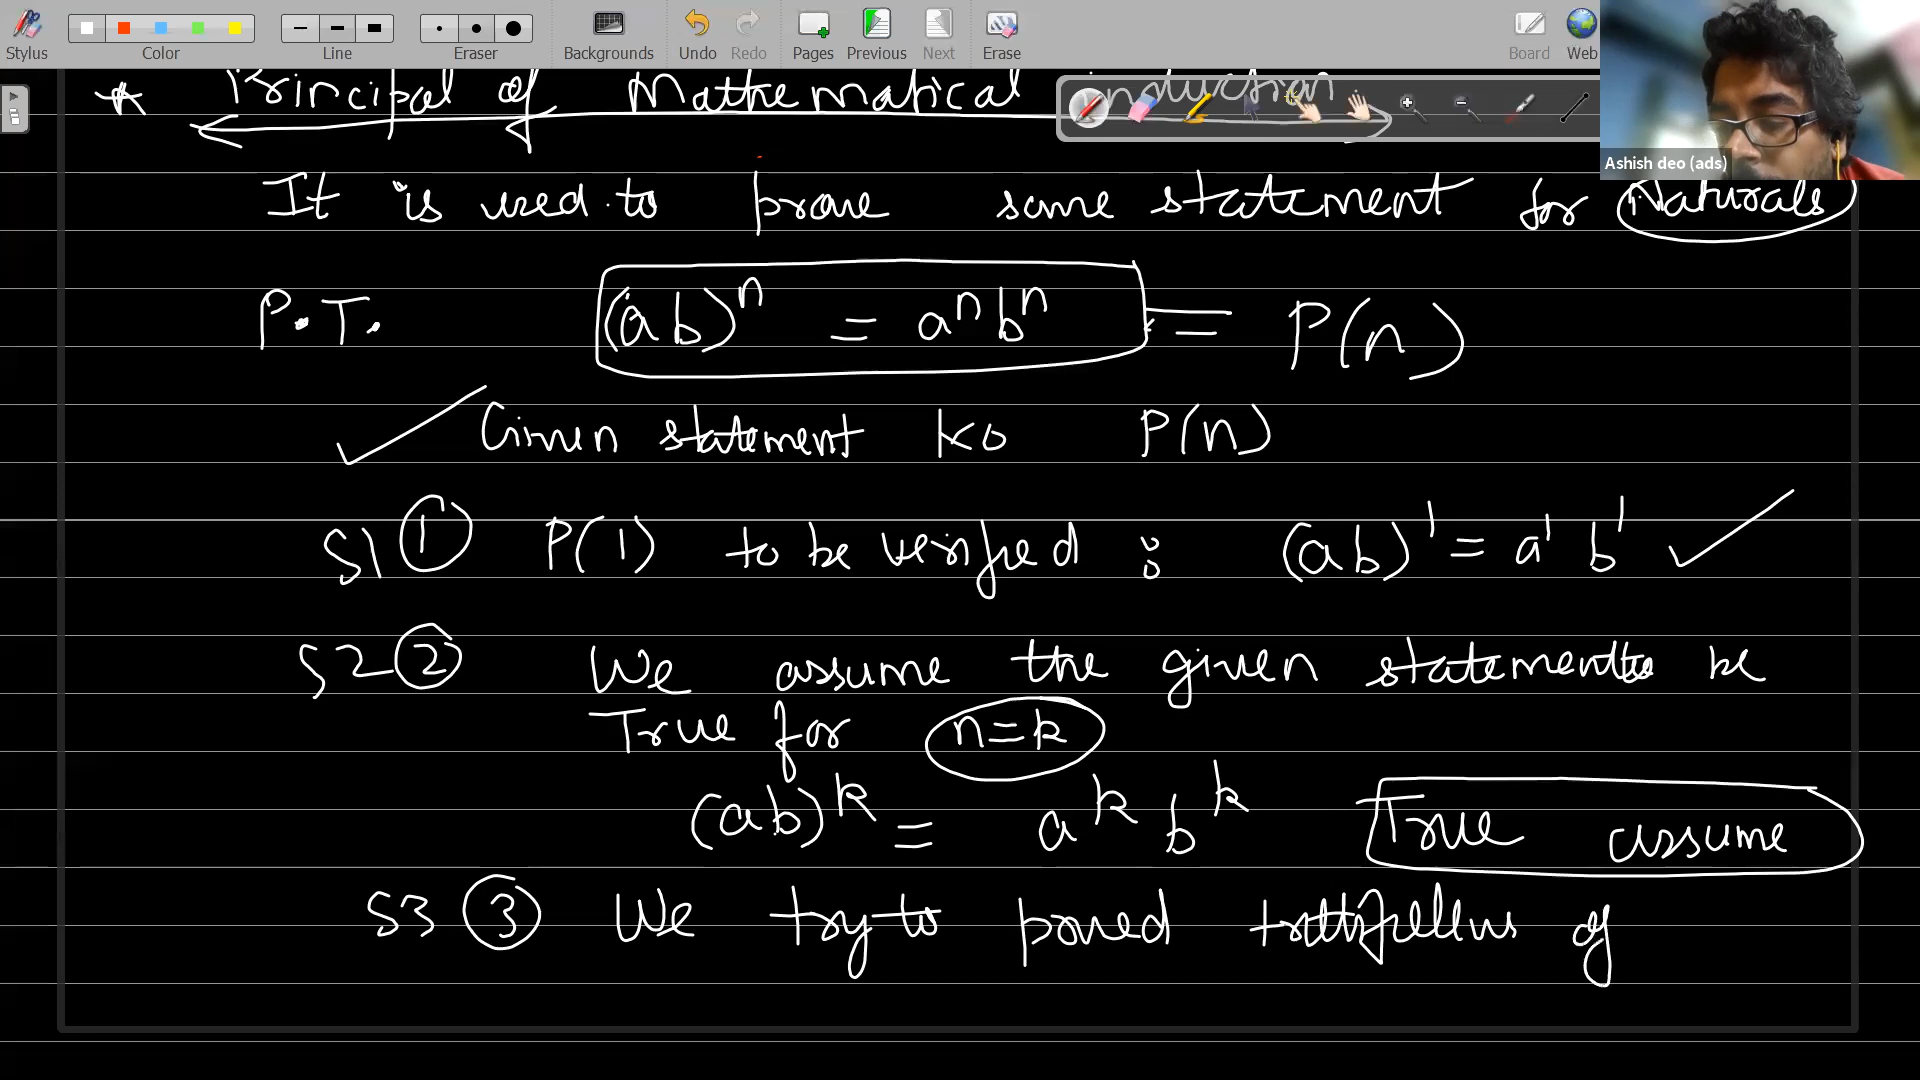 Stylus Color Line Eraser Backgrounds Undo Redo Pages Previous Next Erase Board Web
Principal of Mathematical induction
Ashish deo (ads)
It is used to prove some statement for Naturals
P.T. (ab)^n = a^n b^n = P(n)
Given statement ko P(n)
S1 ① P(1) to be verified : (ab)^1 = a^1 b^1 ✓
S2 ② We assume the given statement to be
True for n=k
(ab)^k = a^k b^k True assume
S3 ③ We try to proved of